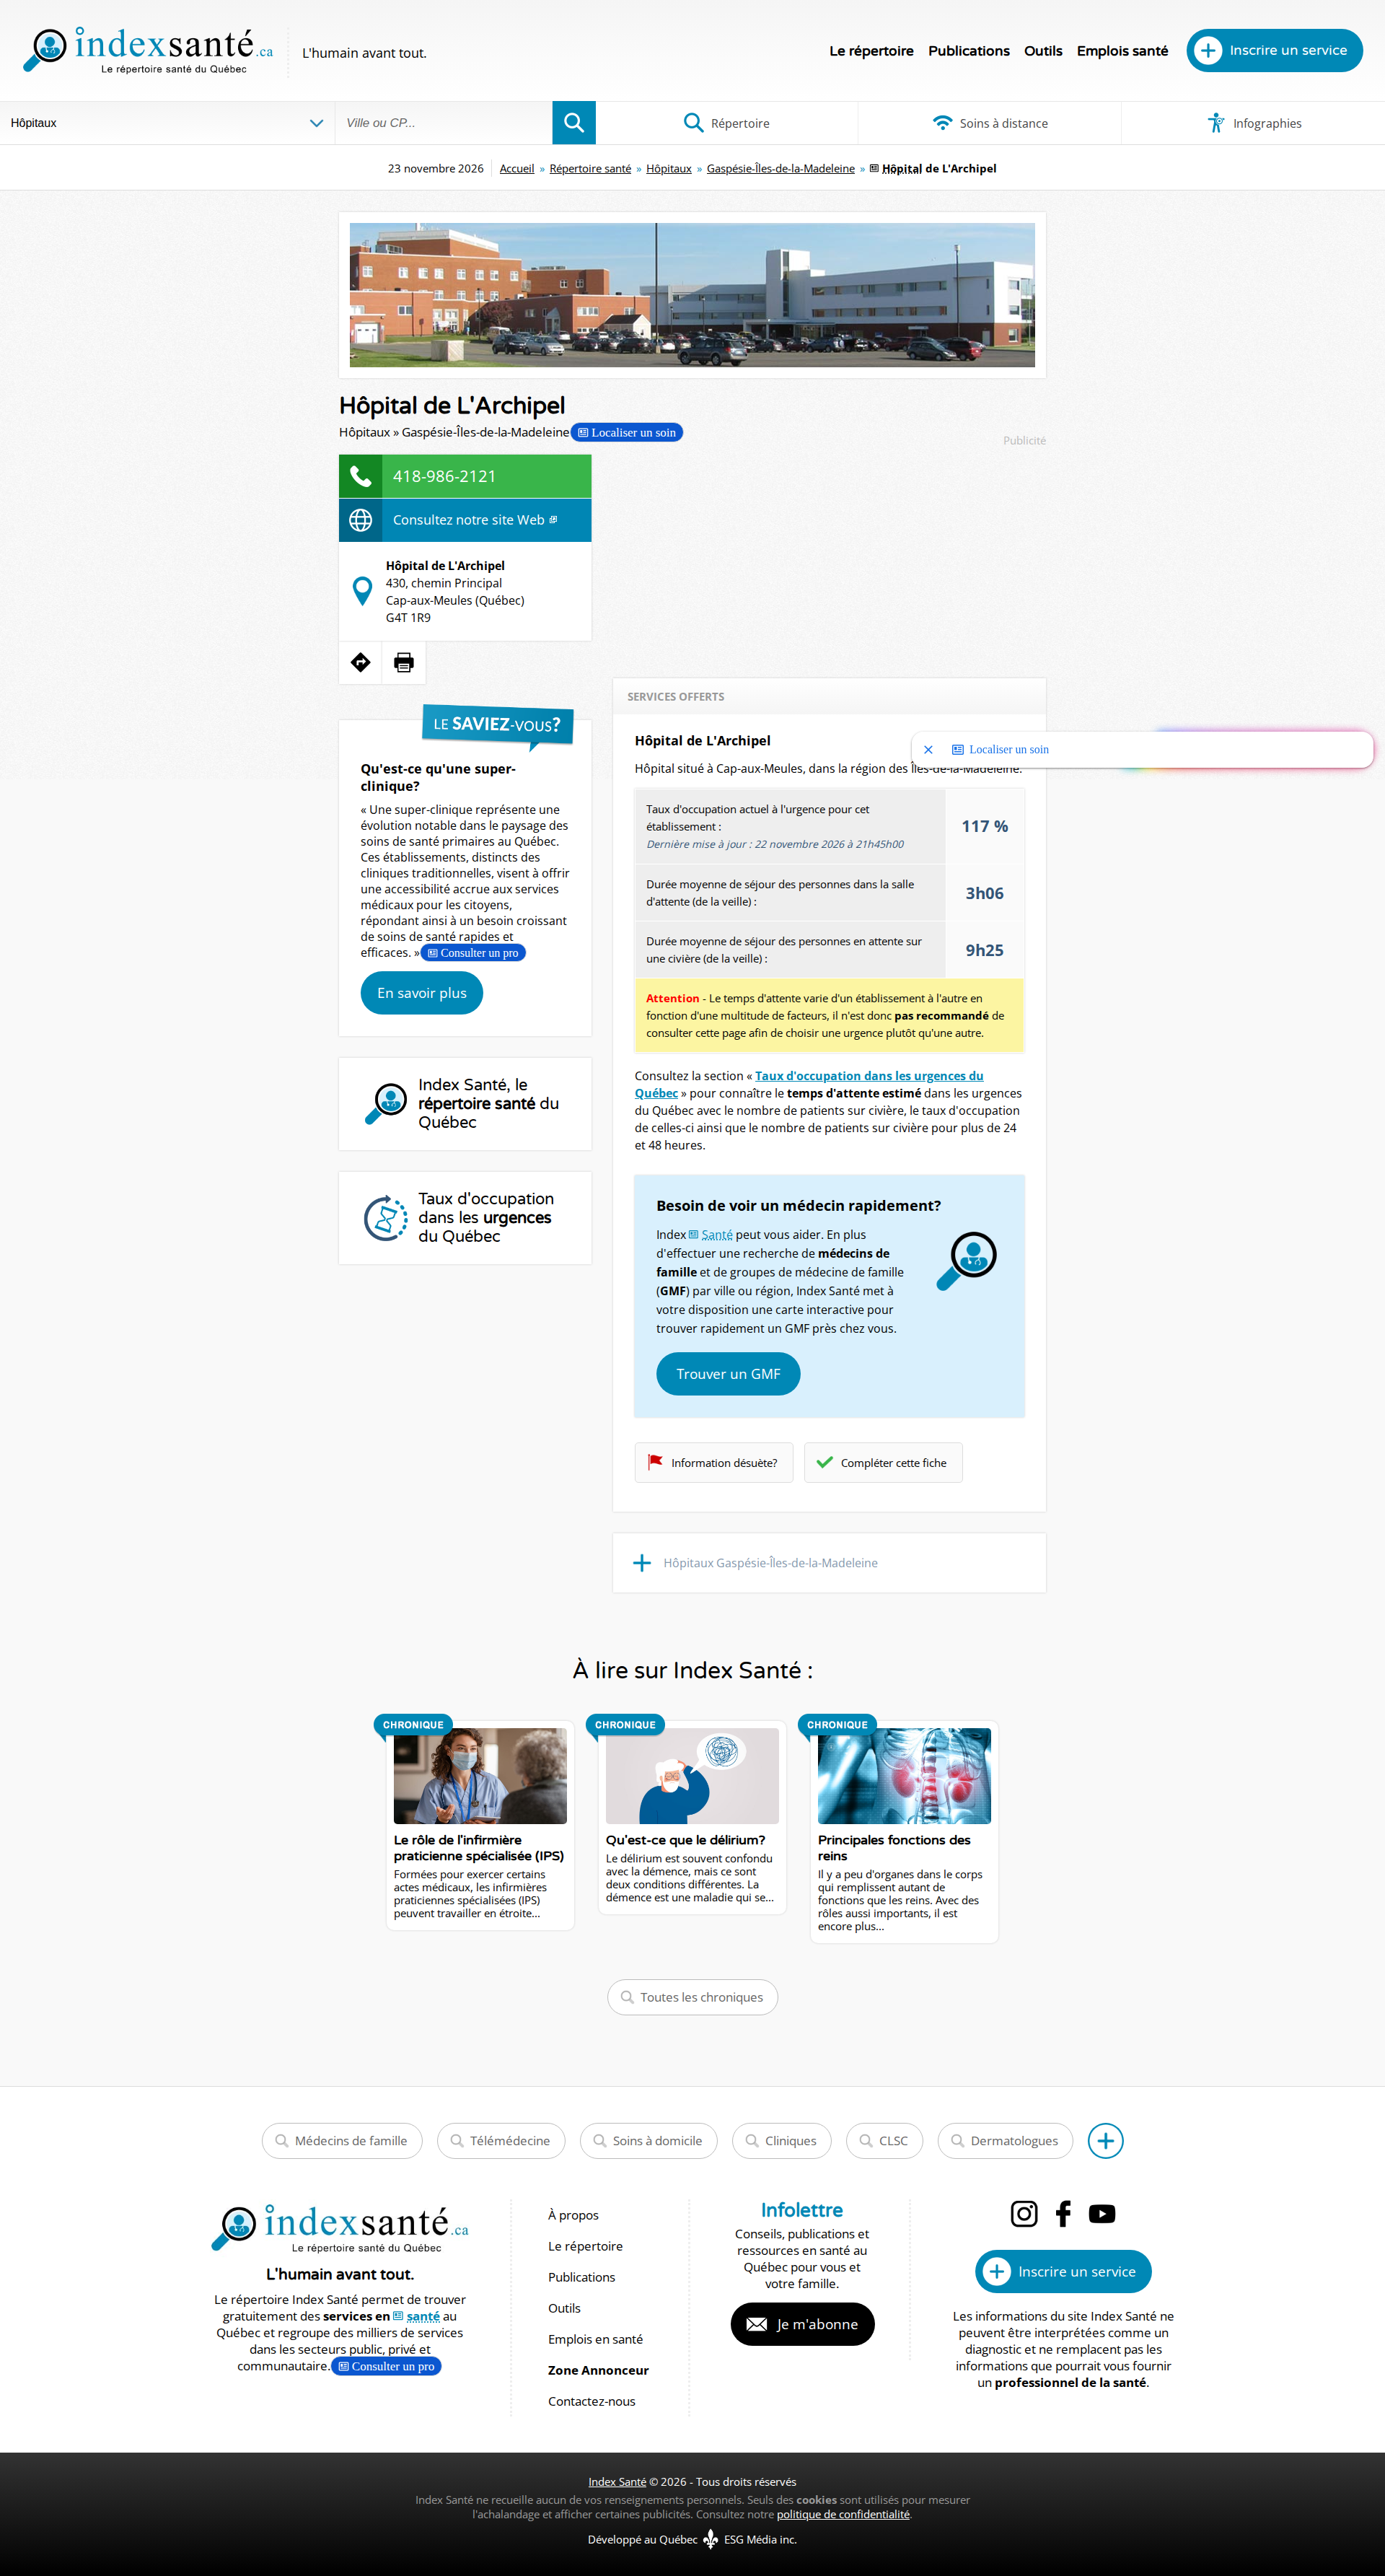 indexsanté.ca
Le répertoire santé du Québec
L'humain avant tout.
Le répertoire
Publications
Outils
Emplois santé
Inscrire un service
Hôpitaux
Ville ou CP...
Répertoire
Soins à distance
Infographies
23 novembre 2026
Accueil » Répertoire santé » Hôpitaux » Gaspésie-Îles-de-la-Madeleine » Hôpital de L'Archipel
Hôpital de L'Archipel
Hôpitaux » Gaspésie-Îles-de-la-Madeleine Localiser un soin
Publicité
418-986-2121
Consultez notre site Web
Hôpital de L'Archipel
430, chemin Principal
Cap-aux-Meules (Québec)
G4T 1R9
LE SAVIEZ-VOUS?
Qu'est-ce qu'une super-
clinique?
« Une super-clinique représente une
évolution notable dans le paysage des
soins de santé primaires au Québec.
Ces établissements, distincts des
cliniques traditionnelles, visent à offrir
une accessibilité accrue aux services
médicaux pour les citoyens,
répondant ainsi à un besoin croissant
de soins de santé rapides et
efficaces. » Consulter un pro
En savoir plus
Index Santé, le
répertoire santé du
Québec
Taux d'occupation
dans les urgences
du Québec
SERVICES OFFERTS
Hôpital de L'Archipel
Localiser un soin
Hôpital situé à Cap-aux-Meules, dans la région des Îles-de-la-Madeleine.
Taux d'occupation actuel à l'urgence pour cet
établissement :
Dernière mise à jour : 22 novembre 2026 à 21h45h00
117 %
Durée moyenne de séjour des personnes dans la salle
d'attente (de la veille) :
3h06
Durée moyenne de séjour des personnes en attente sur
une civière (de la veille) :
9h25
Attention - Le temps d'attente varie d'un établissement à l'autre en
fonction d'une multitude de facteurs, il n'est donc pas recommandé de
consulter cette page afin de choisir une urgence plutôt qu'une autre.
Consultez la section « Taux d'occupation dans les urgences du
Québec » pour connaître le temps d'attente estimé dans les urgences
du Québec avec le nombre de patients sur civière, le taux d'occupation
de celles-ci ainsi que le nombre de patients sur civière pour plus de 24
et 48 heures.
Besoin de voir un médecin rapidement?
Index Santé peut vous aider. En plus
d'effectuer une recherche de médecins de
famille et de groupes de médecine de famille
(GMF) par ville ou région, Index Santé met à
votre disposition une carte interactive pour
trouver rapidement un GMF près chez vous.
Trouver un GMF
Information désuète?
Compléter cette fiche
Hôpitaux Gaspésie-Îles-de-la-Madeleine
À lire sur Index Santé :
CHRONIQUE
Le rôle de l'infirmière
praticienne spécialisée (IPS)
Formées pour exercer certains
actes médicaux, les infirmières
praticiennes spécialisées (IPS)
peuvent travailler en étroite...
CHRONIQUE
Qu'est-ce que le délirium?
Le délirium est souvent confondu
avec la démence, mais ce sont
deux conditions différentes. La
démence est une maladie qui se...
CHRONIQUE
Principales fonctions des
reins
Il y a peu d'organes dans le corps
qui remplissent autant de
fonctions que les reins. Avec des
rôles aussi importants, il est
encore plus...
Toutes les chroniques
Médecins de famille
Télémédecine
Soins à domicile
Cliniques
CLSC
Dermatologues
indexsanté.ca
Le répertoire santé du Québec
L'humain avant tout.
Le répertoire Index Santé permet de trouver
gratuitement des services en santé au
Québec et regroupe des milliers de services
dans les secteurs public, privé et
communautaire. Consulter un pro
À propos
Le répertoire
Publications
Outils
Emplois en santé
Zone Annonceur
Contactez-nous
Infolettre
Conseils, publications et
ressources en santé au
Québec pour vous et
votre famille.
Je m'abonne
Inscrire un service
Les informations du site Index Santé ne
peuvent être interprétées comme un
diagnostic et ne remplacent pas les
informations que pourrait vous fournir
un professionnel de la santé.
Index Santé © 2026 - Tous droits réservés
Index Santé ne recueille aucun de vos renseignements personnels. Seuls des cookies sont utilisés pour mesurer
l'achalandage et afficher certaines publicités. Consultez notre politique de confidentialité.
Développé au Québec ESG Média inc.